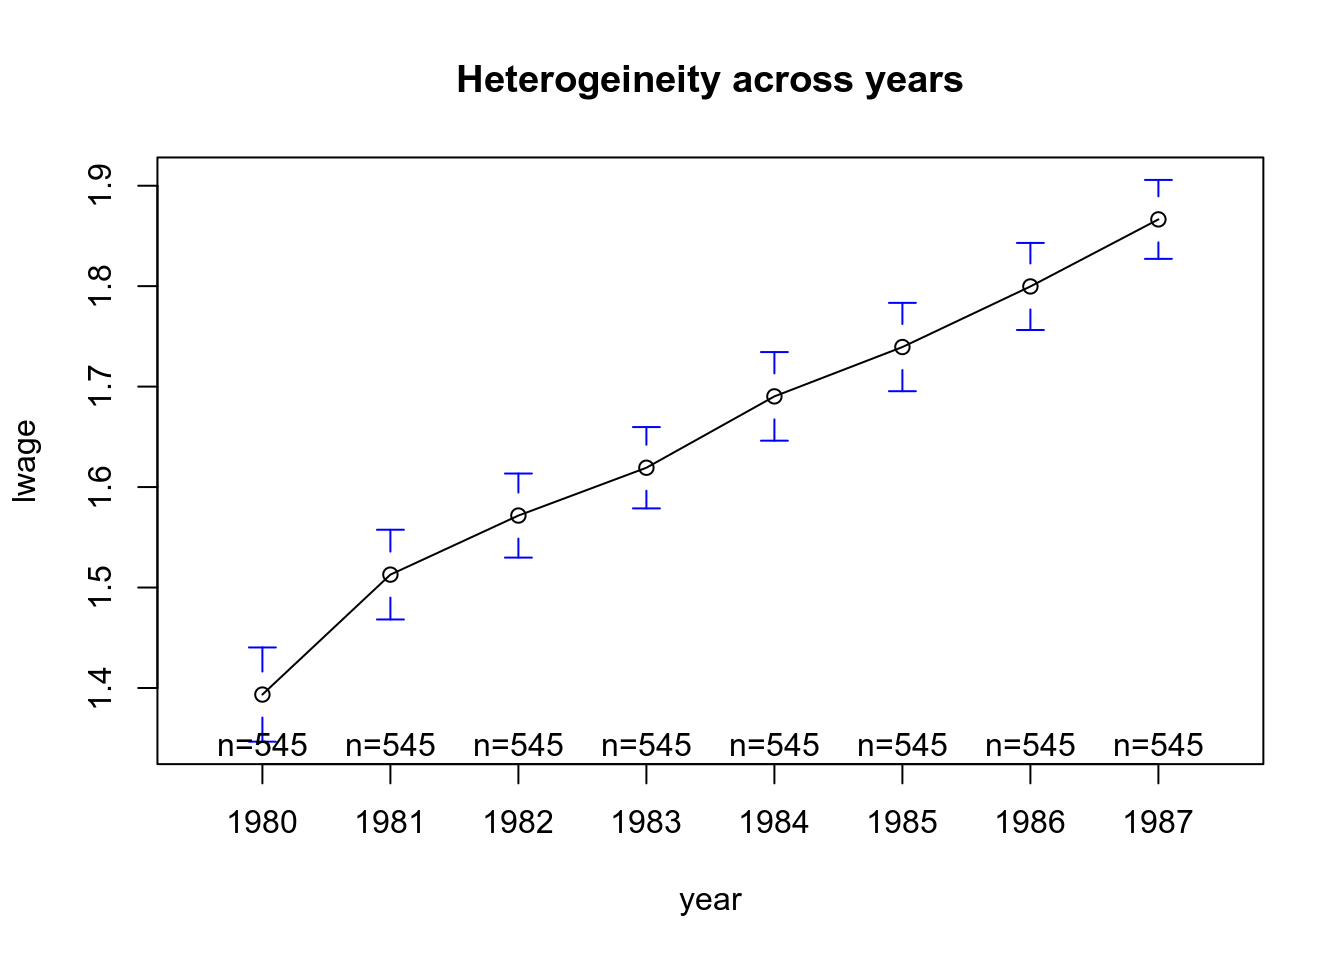 Heterogeineity across years
lwage
1.9
1.8
1.7
1.6
1.5
1.4
n=545 n=545 n=545 n=545 n=545 n=545 n=545 n=545
1980 1981 1982 1983 1984 1985 1986 1987
year